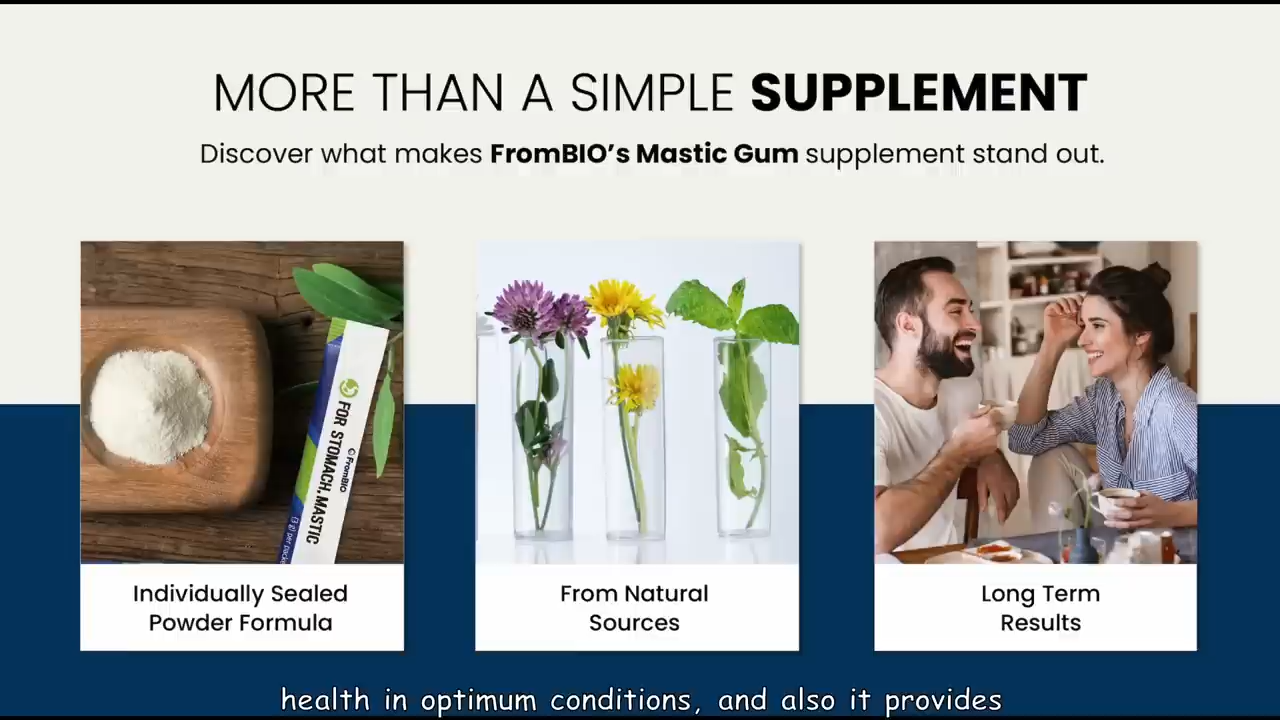 MORE THAN A SIMPLE SUPPLEMENT
Discover what makes FromBIO’s Mastic Gum supplement stand out.
© FromBIO
FOR STOMACH, MASTIC
Individually Sealed
Powder Formula
From Natural
Sources
Long Term
Results
health in optimum conditions, and also it provides